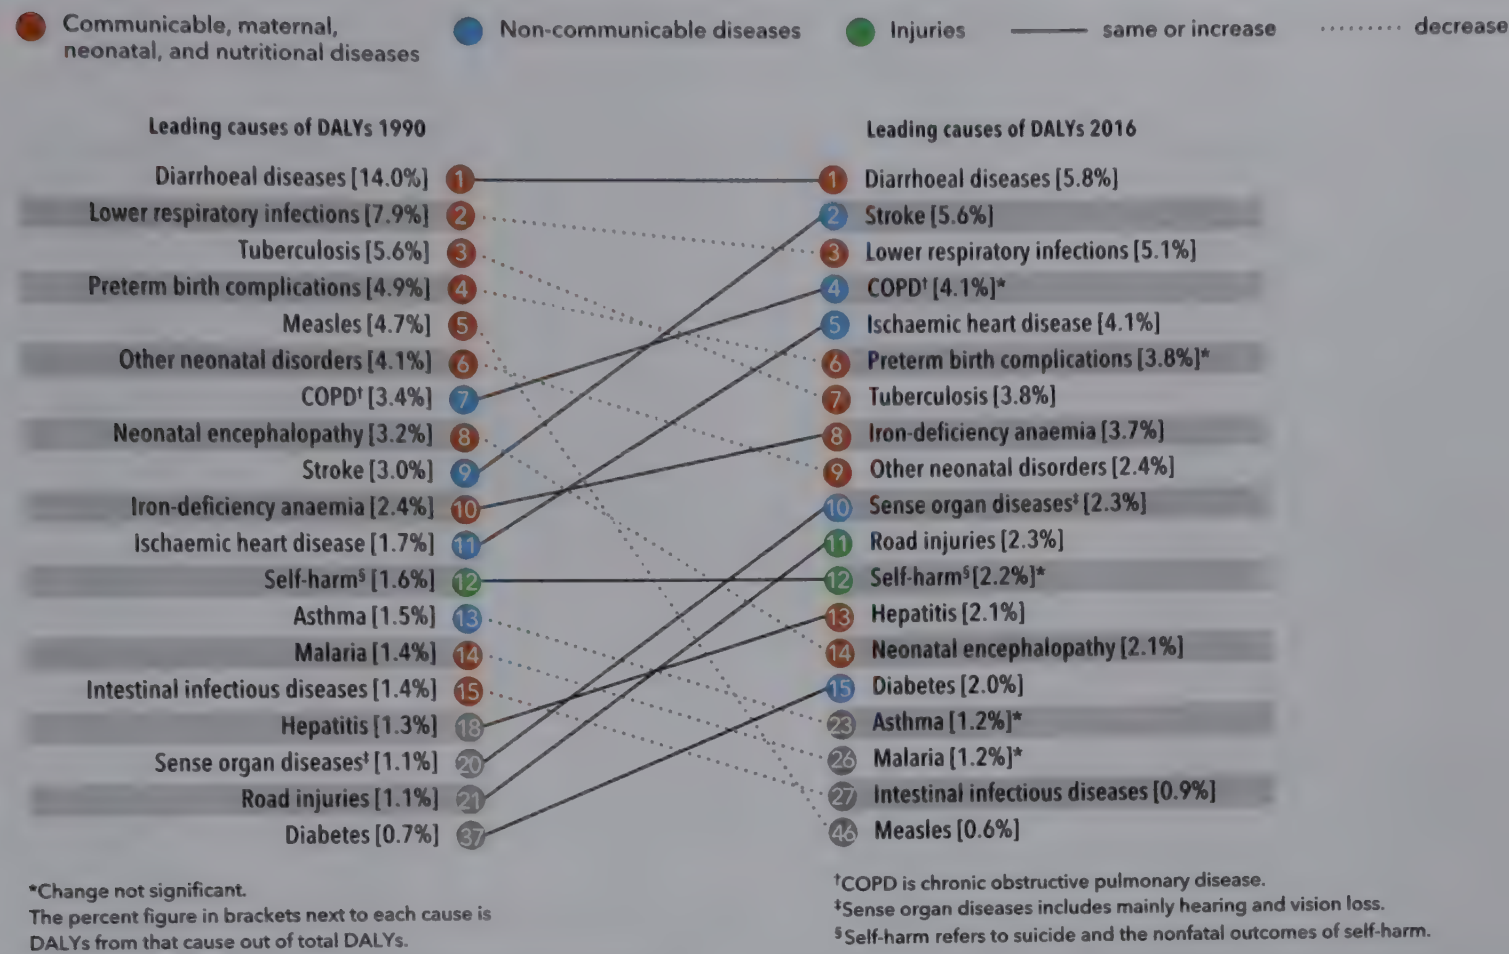 Communicable, maternal,
neonatal, and nutritional diseases
Non-communicable diseases
Injuries
same or increase
decrease
Leading causes of DALYs 1990
Diarrhoeal diseases [14.0%] 1
Lower respiratory infections [7.9%] 2
Tuberculosis [5.6%] 3
Preterm birth complications [4.9%] 4
Measles [4.7%] 5
Other neonatal disorders [4.1%] 6
COPD† [3.4%] 7
Neonatal encephalopathy [3.2%] 8
Stroke [3.0%] 9
Iron-deficiency anaemia [2.4%] 10
Ischaemic heart disease [1.7%] 11
Self-harm§ [1.6%] 12
Asthma [1.5%] 13
Malaria [1.4%] 14
Intestinal infectious diseases [1.4%] 15
Hepatitis [1.3%] 18
Sense organ diseases‡ [1.1%] 20
Road injuries [1.1%] 21
Diabetes [0.7%] 37
Leading causes of DALYs 2016
1 Diarrhoeal diseases [5.8%]
2 Stroke [5.6%]
3 Lower respiratory infections [5.1%]
4 COPD† [4.1%]*
5 Ischaemic heart disease [4.1%]
6 Preterm birth complications [3.8%]*
7 Tuberculosis [3.8%]
8 Iron-deficiency anaemia [3.7%]
9 Other neonatal disorders [2.4%]
10 Sense organ diseases‡ [2.3%]
11 Road injuries [2.3%]
12 Self-harm§ [2.2%]*
13 Hepatitis [2.1%]
14 Neonatal encephalopathy [2.1%]
15 Diabetes [2.0%]
23 Asthma [1.2%]*
26 Malaria [1.2%]*
27 Intestinal infectious diseases [0.9%]
46 Measles [0.6%]
*Change not significant.
The percent figure in brackets next to each cause is
DALYs from that cause out of total DALYs.
†COPD is chronic obstructive pulmonary disease.
‡Sense organ diseases includes mainly hearing and vision loss.
§Self-harm refers to suicide and the nonfatal outcomes of self-harm.